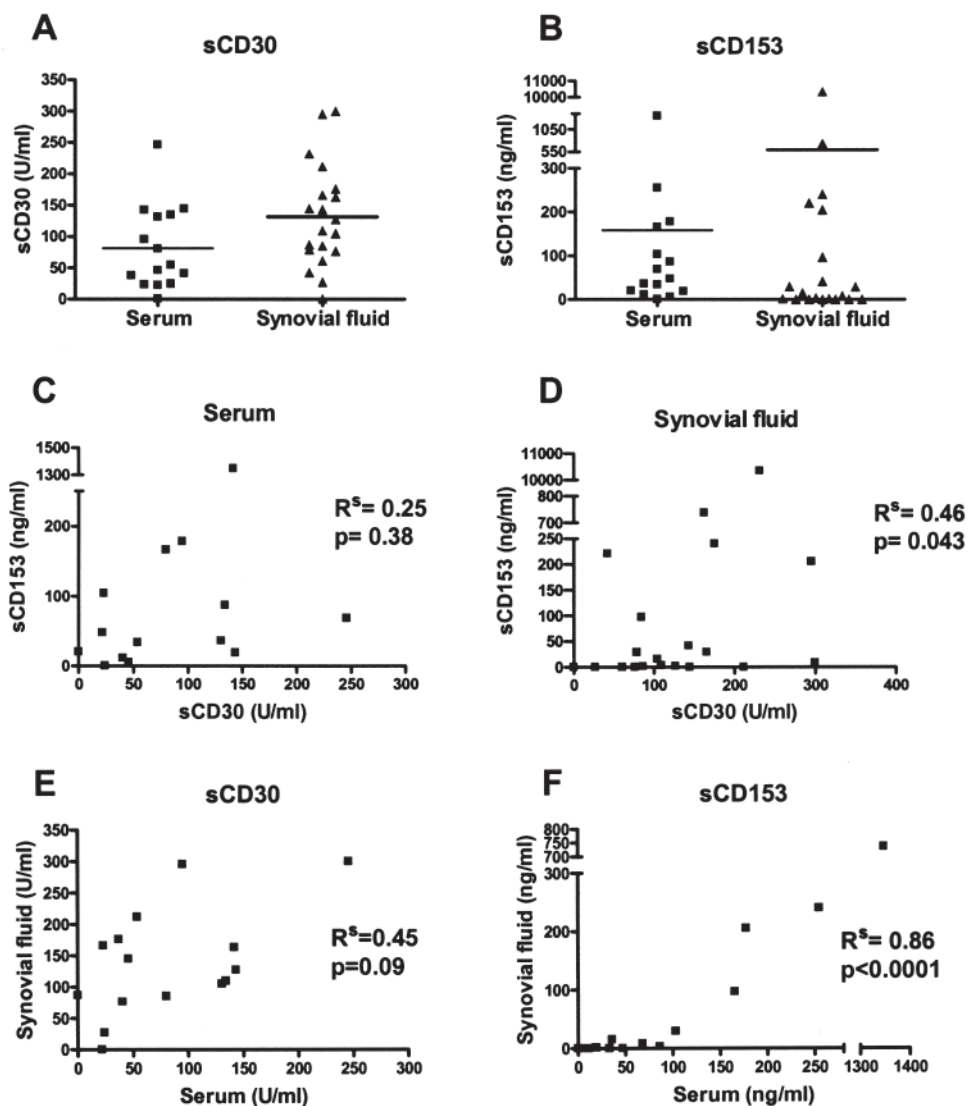 A
sCD30
350
300
250
200
150
100
50
0
sCD30 (U/ml)
Serum
Synovial fluid
B
sCD153
11000
10000
1050
550
300
200
100
0
sCD153 (ng/ml)
Serum
Synovial fluid
C
Serum
1500
1300
200
100
0
sCD153 (ng/ml)
R^s= 0.25
p= 0.38
0 50 100 150 200 250 300
sCD30 (U/ml)
D
Synovial fluid
11000
10000
800
700
250
200
150
100
50
0
sCD153 (ng/ml)
R^s= 0.46
p= 0.043
0 100 200 300 400
sCD30 (U/ml)
E
sCD30
350
300
250
200
150
100
50
0
Synovial fluid (U/ml)
R^s=0.45
p=0.09
0 50 100 150 200 250 300
Serum (U/ml)
F
sCD153
800
750
700
300
200
100
0
Synovial fluid (ng/ml)
R^s= 0.86
p<0.0001
0 50 100 150 200 250 1300 1400
Serum (ng/ml)